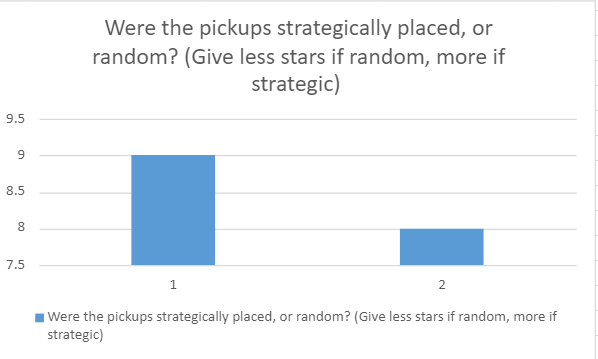 Were the pickups strategically placed, or
random? (Give less stars if random, more if
strategic)
9.5
9
8.5
8
7.5
1
2
Were the pickups strategically placed, or random? (Give less stars if random, more if
strategic)